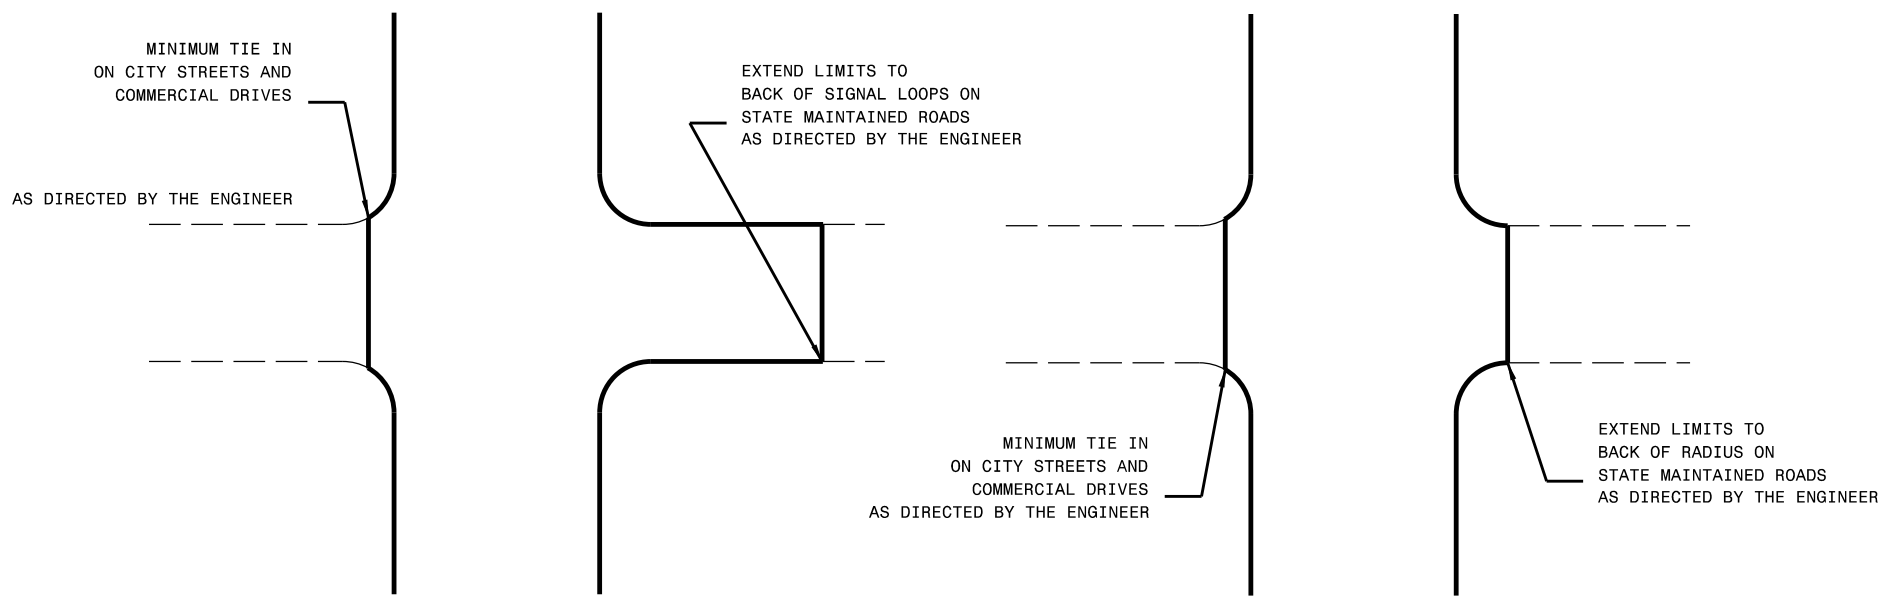 MINIMUM TIE IN
ON CITY STREETS AND
COMMERCIAL DRIVES
AS DIRECTED BY THE ENGINEER
EXTEND LIMITS TO
BACK OF SIGNAL LOOPS ON
STATE MAINTAINED ROADS
AS DIRECTED BY THE ENGINEER
MINIMUM TIE IN
ON CITY STREETS AND
COMMERCIAL DRIVES
AS DIRECTED BY THE ENGINEER
EXTEND LIMITS TO
BACK OF RADIUS ON
STATE MAINTAINED ROADS
AS DIRECTED BY THE ENGINEER